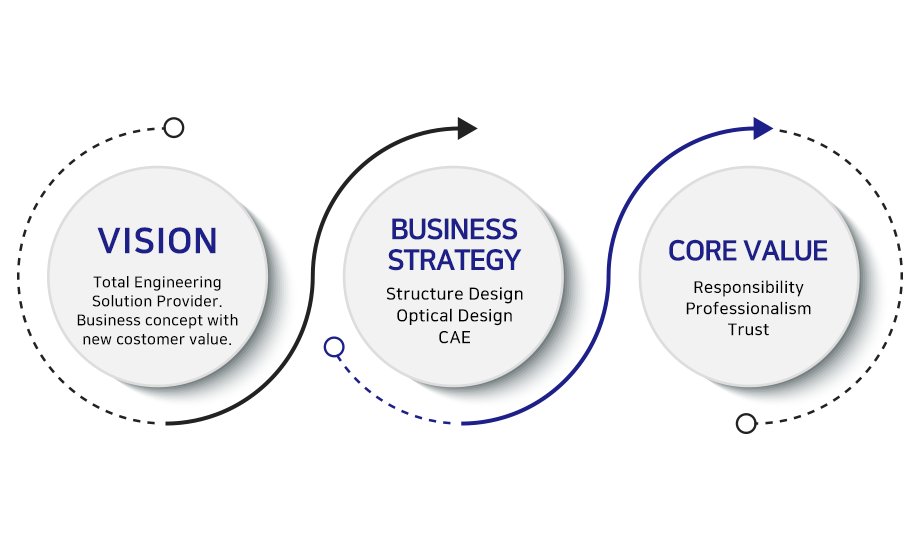 VISION
Total Engineering
Solution Provider.
Business concept with
new costomer value.
BUSINESS
STRATEGY
Structure Design
Optical Design
CAE
CORE VALUE
Responsibility
Professionalism
Trust